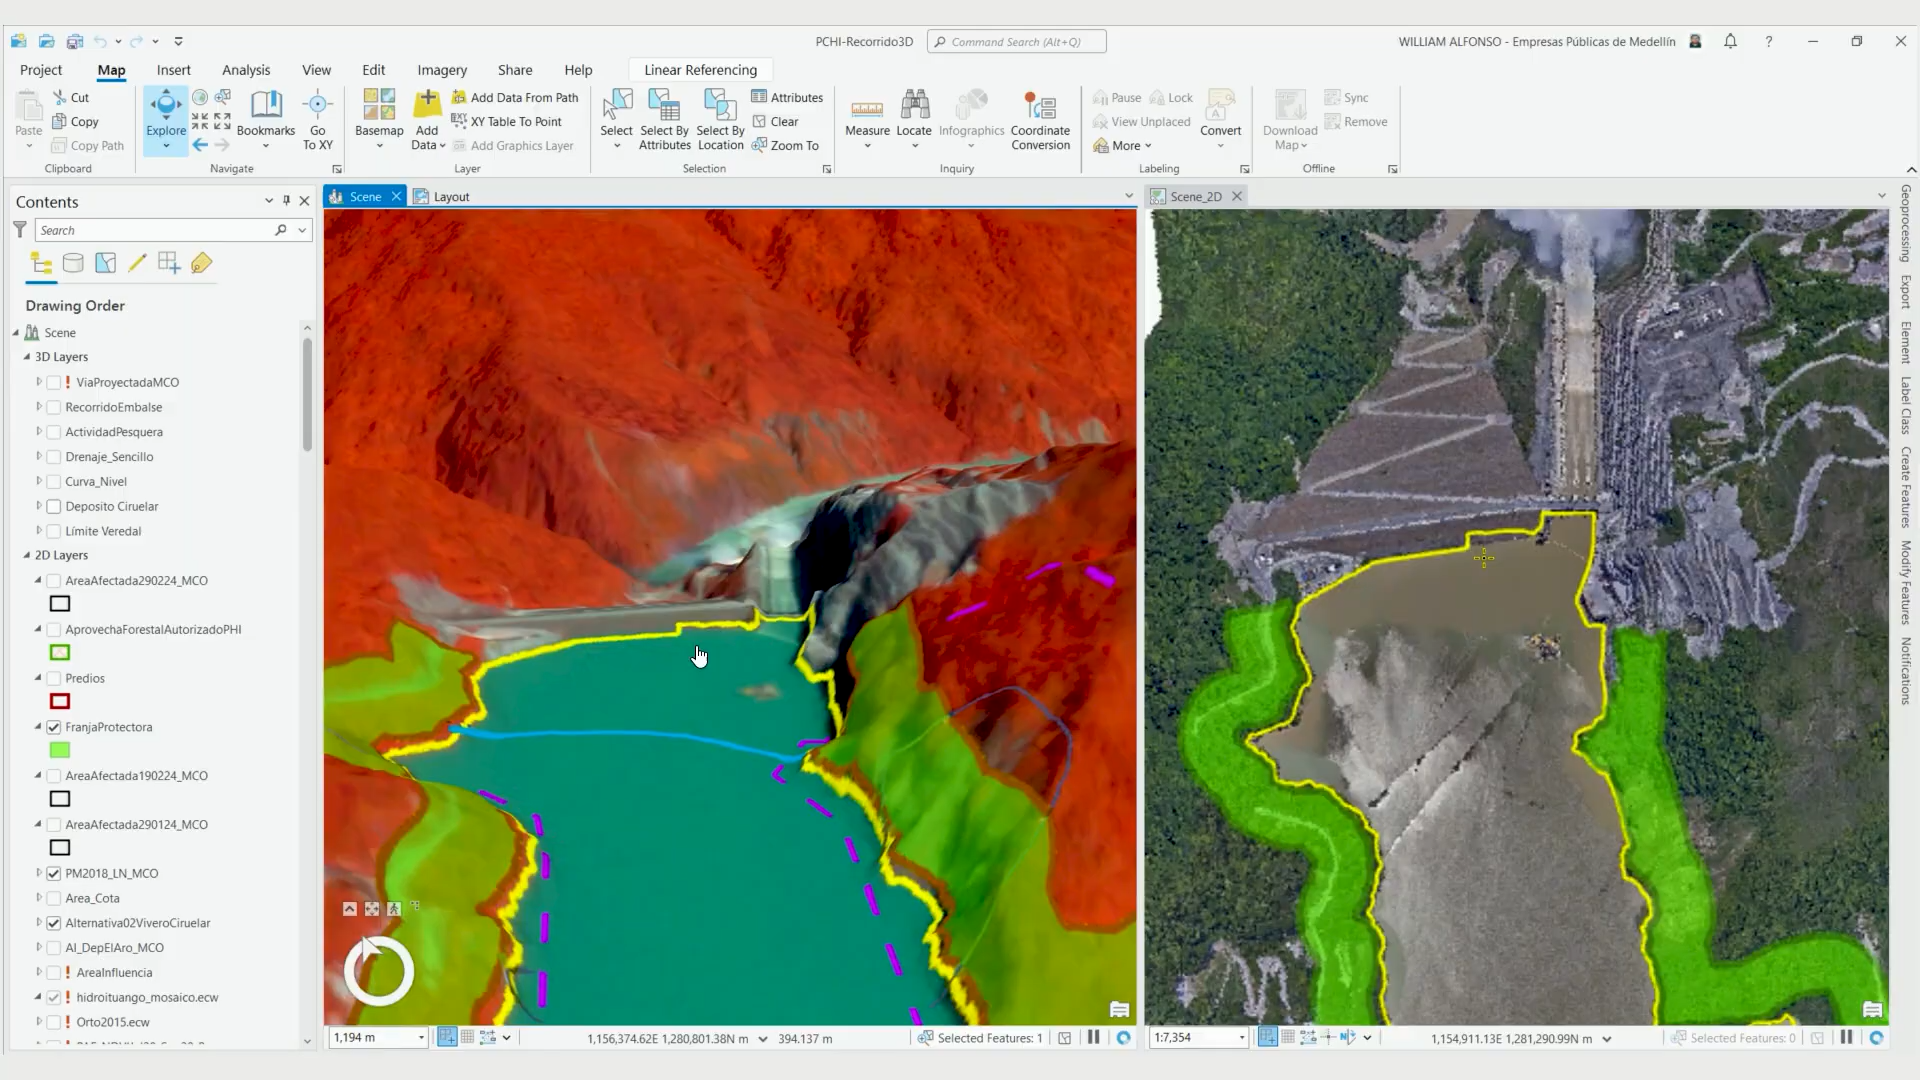 PCHI-Recorrido3D
Command Search (Alt+Q)
WILLIAM ALFONSO - Empresas Públicas de Medellín
Project
Map
Insert
Analysis
View
Edit
Imagery
Share
Help
Linear Referencing
Paste
Cut
Copy
Copy Path
Clipboard
Explore
Bookmarks
Go To XY
Navigate
Basemap
Add Data
Add Data From Path
XY Table To Point
Add Graphics Layer
Layer
Select
Select By Attributes
Select By Location
Attributes
Clear
Zoom To
Selection
Measure
Locate
Infographics
Coordinate Conversion
Inquiry
Pause
Lock
View Unplaced
More
Convert
Labeling
Download Map
Sync
Remove
Offline
Contents
Search
Drawing Order
Scene
3D Layers
ViaProyectadaMCO
RecorridoEmbalse
ActividadPesquera
Drenaje_Sencillo
Curva_Nivel
Deposito Ciruelar
Límite Veredal
2D Layers
AreaAfectada290224_MCO
AprovechaForestalAutorizadoPHI
Predios
FranjaProtectora
AreaAfectada190224_MCO
AreaAfectada290124_MCO
PM2018_LN_MCO
Area_Cota
Alternativa02ViveroCiruelar
AI_DepElAro_MCO
AreaInfluencia
hidroituango_mosaico.ecw
Orto2015.ecw
Scene
Layout
1,194 m
1,156,374.62E 1,280,801.38N m
394.137 m
Selected Features: 1
Scene_2D
1:7,354
1,154,911.13E 1,281,290.99N m
Selected Features: 0
Geoprocessing
Export
Element
Label Class
Create Features
Modify Features
Notifications